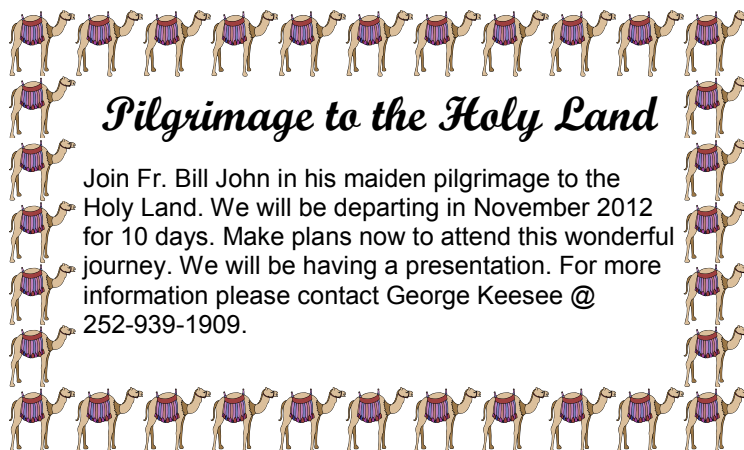 Pilgrimage to the Holy Land
Join Fr. Bill John in his maiden pilgrimage to the
Holy Land. We will be departing in November 2012
for 10 days. Make plans now to attend this wonderful
journey. We will be having a presentation. For more
information please contact George Keesee @
252-939-1909.